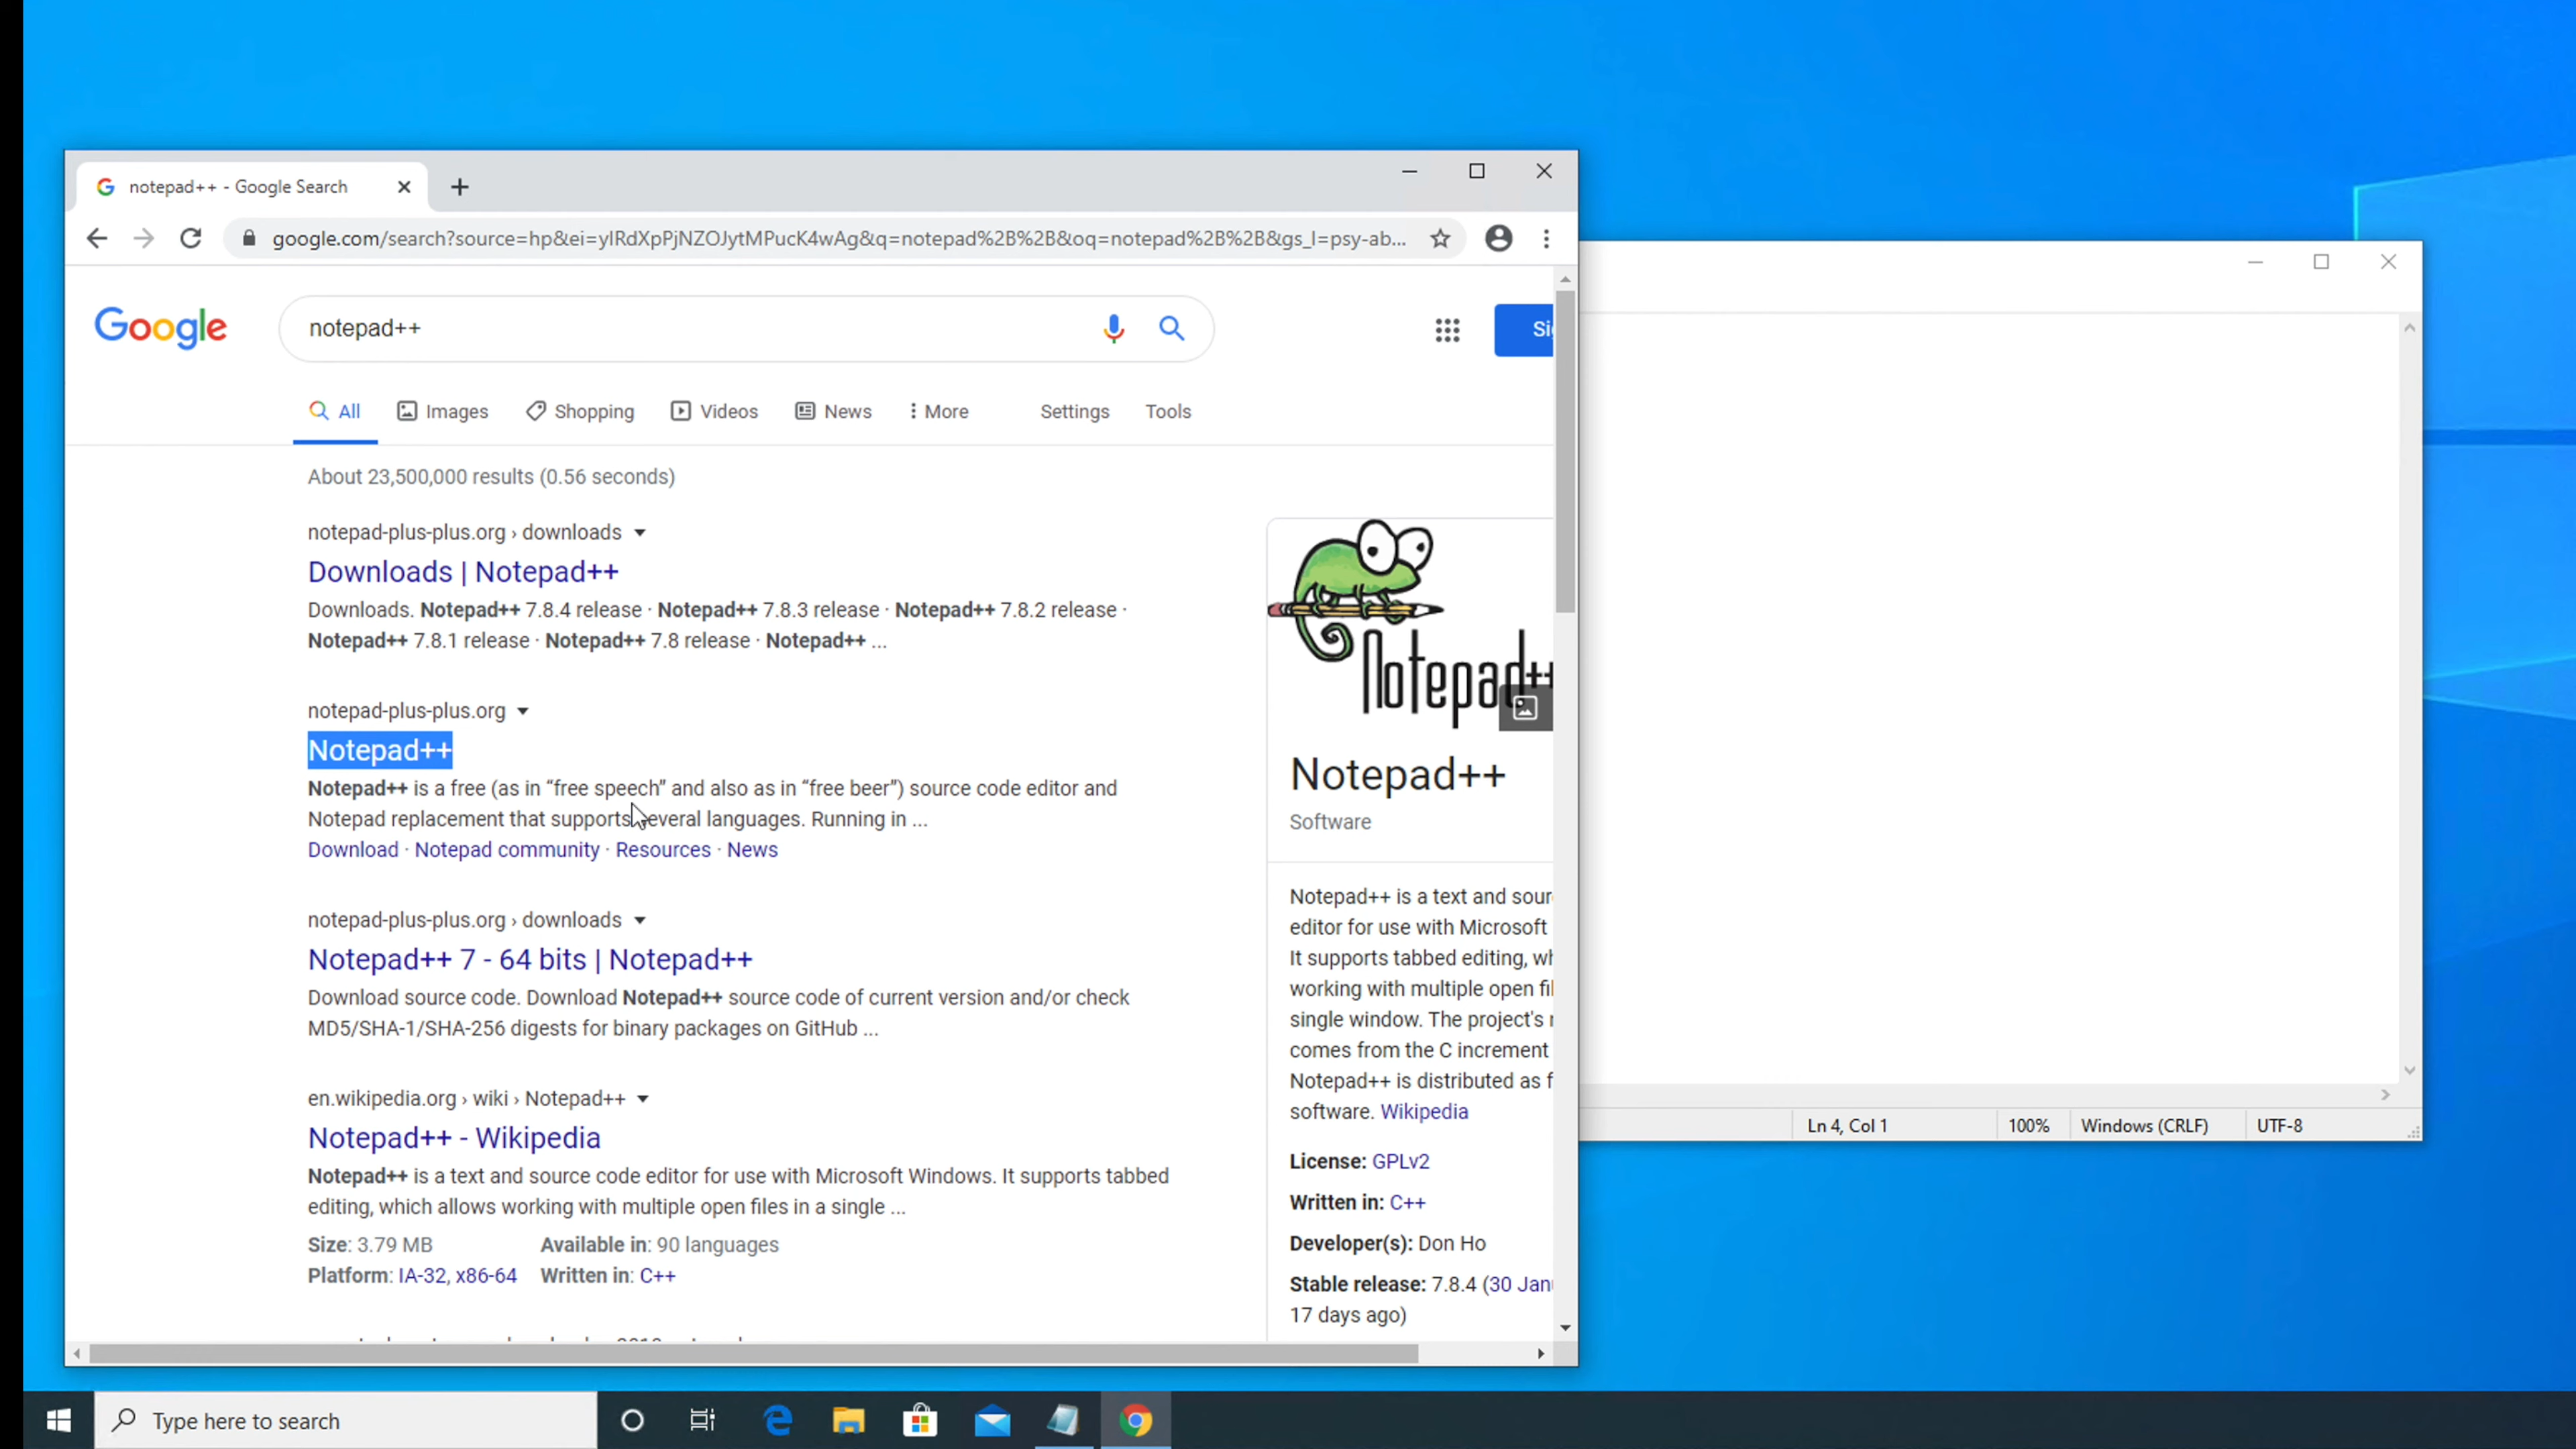 notepad++ - Google Search
google.com/search?source=hp&ei=yIRdXpPjNZOJytMPucK4wAg&q=notepad%2B%2B&oq=notepad%2B%2B&gs_l=psy-ab...
Google
notepad++
Sig
All
Images
Shopping
Videos
News
More
Settings
Tools
About 23,500,000 results (0.56 seconds)
notepad-plus-plus.org › downloads
Downloads | Notepad++
Downloads. Notepad++ 7.8.4 release · Notepad++ 7.8.3 release · Notepad++ 7.8.2 release ·
Notepad++ 7.8.1 release · Notepad++ 7.8 release · Notepad++ ...
notepad-plus-plus.org
Notepad++
Notepad++ is a free (as in “free speech” and also as in “free beer”) source code editor and
Notepad replacement that supports several languages. Running in ...
Download · Notepad community · Resources · News
notepad-plus-plus.org › downloads
Notepad++ 7 - 64 bits | Notepad++
Download source code. Download Notepad++ source code of current version and/or check
MD5/SHA-1/SHA-256 digests for binary packages on GitHub ...
en.wikipedia.org › wiki › Notepad++
Notepad++ - Wikipedia
Notepad++ is a text and source code editor for use with Microsoft Windows. It supports tabbed
editing, which allows working with multiple open files in a single ...
Size: 3.79 MB Available in: 90 languages
Platform: IA-32, x86-64 Written in: C++
Notepad++
Notepad++
Software
Notepad++ is a text and sour
editor for use with Microsoft
It supports tabbed editing, wh
working with multiple open fil
single window. The project's n
comes from the C increment
Notepad++ is distributed as f
software. Wikipedia
License: GPLv2
Written in: C++
Developer(s): Don Ho
Stable release: 7.8.4 (30 Janu
17 days ago)
Ln 4, Col 1
100%
Windows (CRLF)
UTF-8
Type here to search